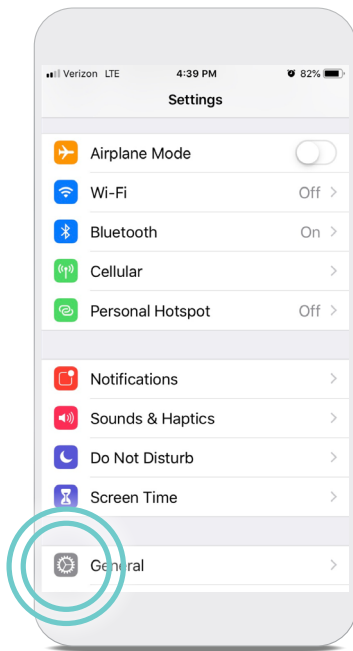 Verizon LTE 4:39 PM 82%
Settings
Airplane Mode
Wi-Fi Off
Bluetooth On
Cellular
Personal Hotspot Off
Notifications
Sounds & Haptics
Do Not Disturb
Screen Time
General